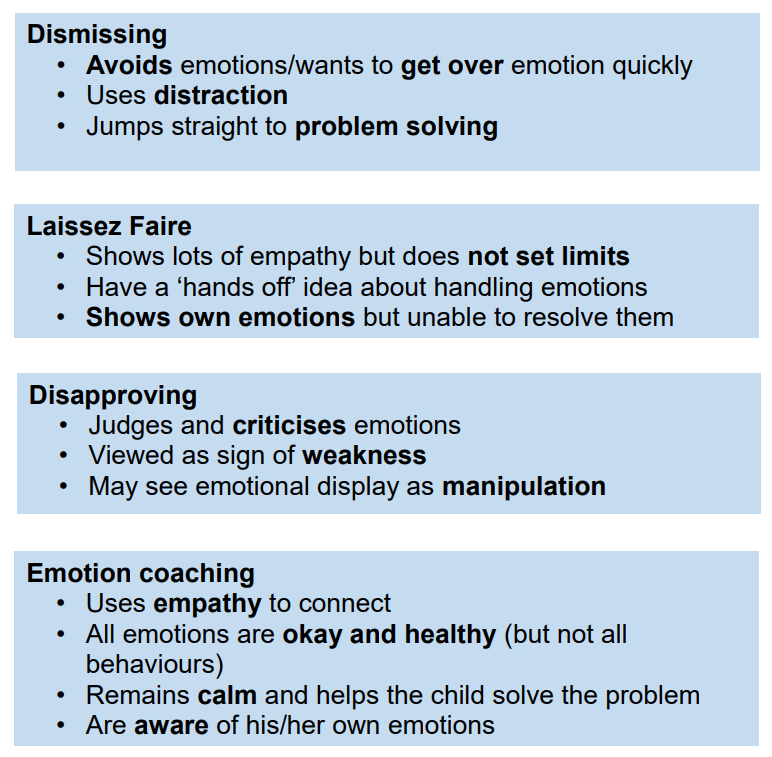 Dismissing
• Avoids emotions/wants to get over emotion quickly
• Uses distraction
• Jumps straight to problem solving
Laissez Faire
• Shows lots of empathy but does not set limits
• Have a ‘hands off’ idea about handling emotions
• Shows own emotions but unable to resolve them
Disapproving
• Judges and criticises emotions
• Viewed as sign of weakness
• May see emotional display as manipulation
Emotion coaching
• Uses empathy to connect
• All emotions are okay and healthy (but not all
behaviours)
• Remains calm and helps the child solve the problem
• Are aware of his/her own emotions